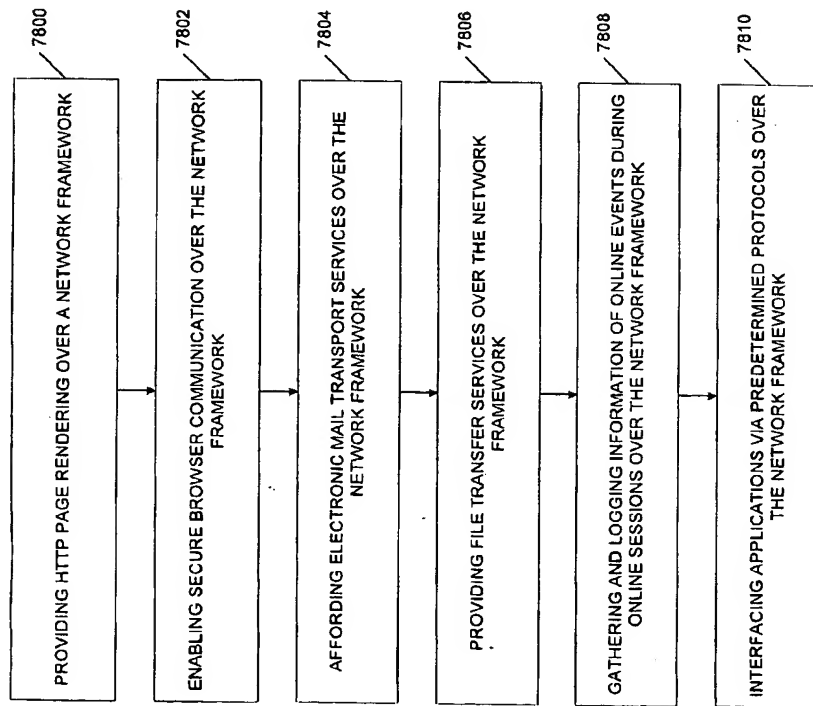 7800
PROVIDING HTTP PAGE RENDERING OVER A NETWORK FRAMEWORK
7802
ENABLING SECURE BROWSER COMMUNICATION OVER THE NETWORK
FRAMEWORK
7804
AFFORDING ELECTRONIC MAIL TRANSPORT SERVICES OVER THE
NETWORK FRAMEWORK
7806
PROVIDING FILE TRANSFER SERVICES OVER THE NETWORK
FRAMEWORK
7808
GATHERING AND LOGGING INFORMATION OF ONLINE EVENTS DURING
ONLINE SESSIONS OVER THE NETWORK FRAMEWORK
7810
INTERFACING APPLICATIONS VIA PREDETERMINED PROTOCOLS OVER
THE NETWORK FRAMEWORK